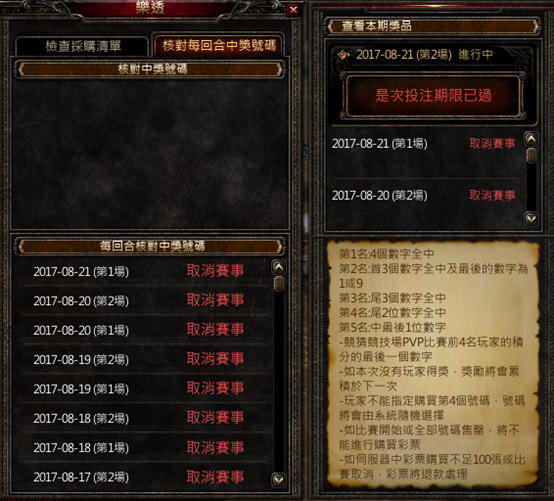 樂透
檢查採購清單
核對每回合中獎號碼
核對中獎號碼
每回合核對中獎號碼
2017-08-21 (第1場) 取消賽事
2017-08-20 (第2場) 取消賽事
2017-08-20 (第1場) 取消賽事
2017-08-19 (第2場) 取消賽事
2017-08-19 (第1場) 取消賽事
2017-08-18 (第2場) 取消賽事
2017-08-18 (第1場) 取消賽事
2017-08-17 (第2場) 取消賽事
查看本期獎品
2017-08-21 (第2場) 進行中
是次投注期限已過
2017-08-21 (第1場) 取消賽事
2017-08-20 (第2場) 取消賽事
第1名:4個數字全中
第2名:首3個數字全中及最後的數字為
1或9
第3名:尾3個數字全中
第4名:尾2位數字全中
第5名:中最後1位數字
-競猜競技場PVP比賽前4名玩家的積
分的最後一個數字
-如本次沒有玩家得獎﹐獎勵將會累
積於下一次
-玩家不能指定購買第4個號碼﹐號碼
將會由系統隨機選擇
-如比賽開始或全部號碼售罄﹐將不
能進行購買彩票
-如伺服器中彩票購買不足100張或比
賽取消﹐彩票將退款處理